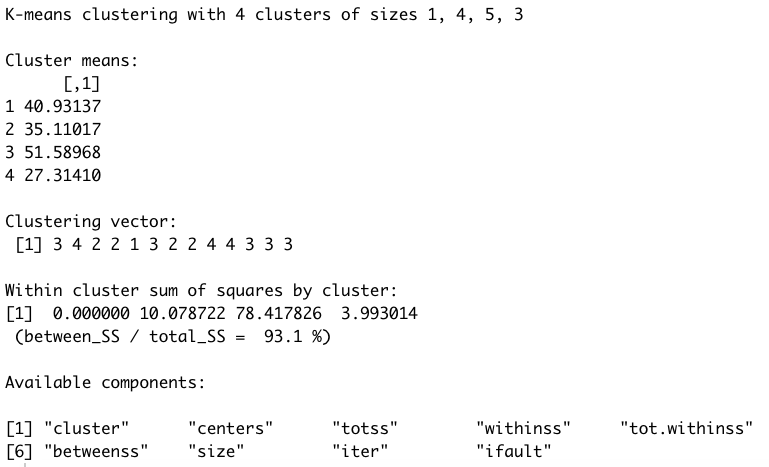 K-means clustering with 4 clusters of sizes 1, 4, 5, 3
Cluster means:
[,1]
1 40.93137
2 35.11017
3 51.58968
4 27.31410
Clustering vector:
[1] 3 4 2 2 1 3 2 2 4 4 3 3 3
Within cluster sum of squares by cluster:
[1]  0.000000 10.078722 78.417826  3.993014
(between_SS / total_SS =  93.1 %)
Available components:
[1] "cluster"      "centers"      "totss"        "withinss"     "tot.withinss"
[6] "betweenss"    "size"         "iter"         "ifault"